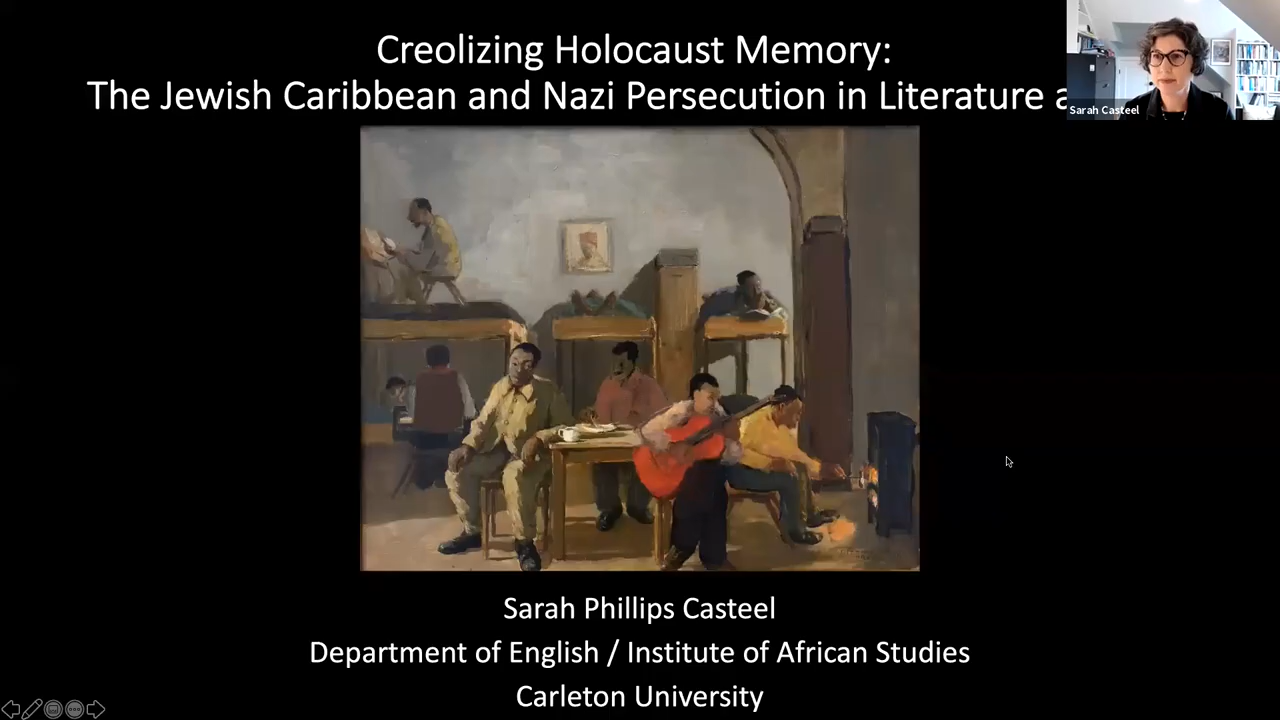 Creolizing Holocaust Memory:
The Jewish Caribbean and Nazi Persecution in Literature a
Sarah Casteel
Sarah Phillips Casteel
Department of English / Institute of African Studies
Carleton University